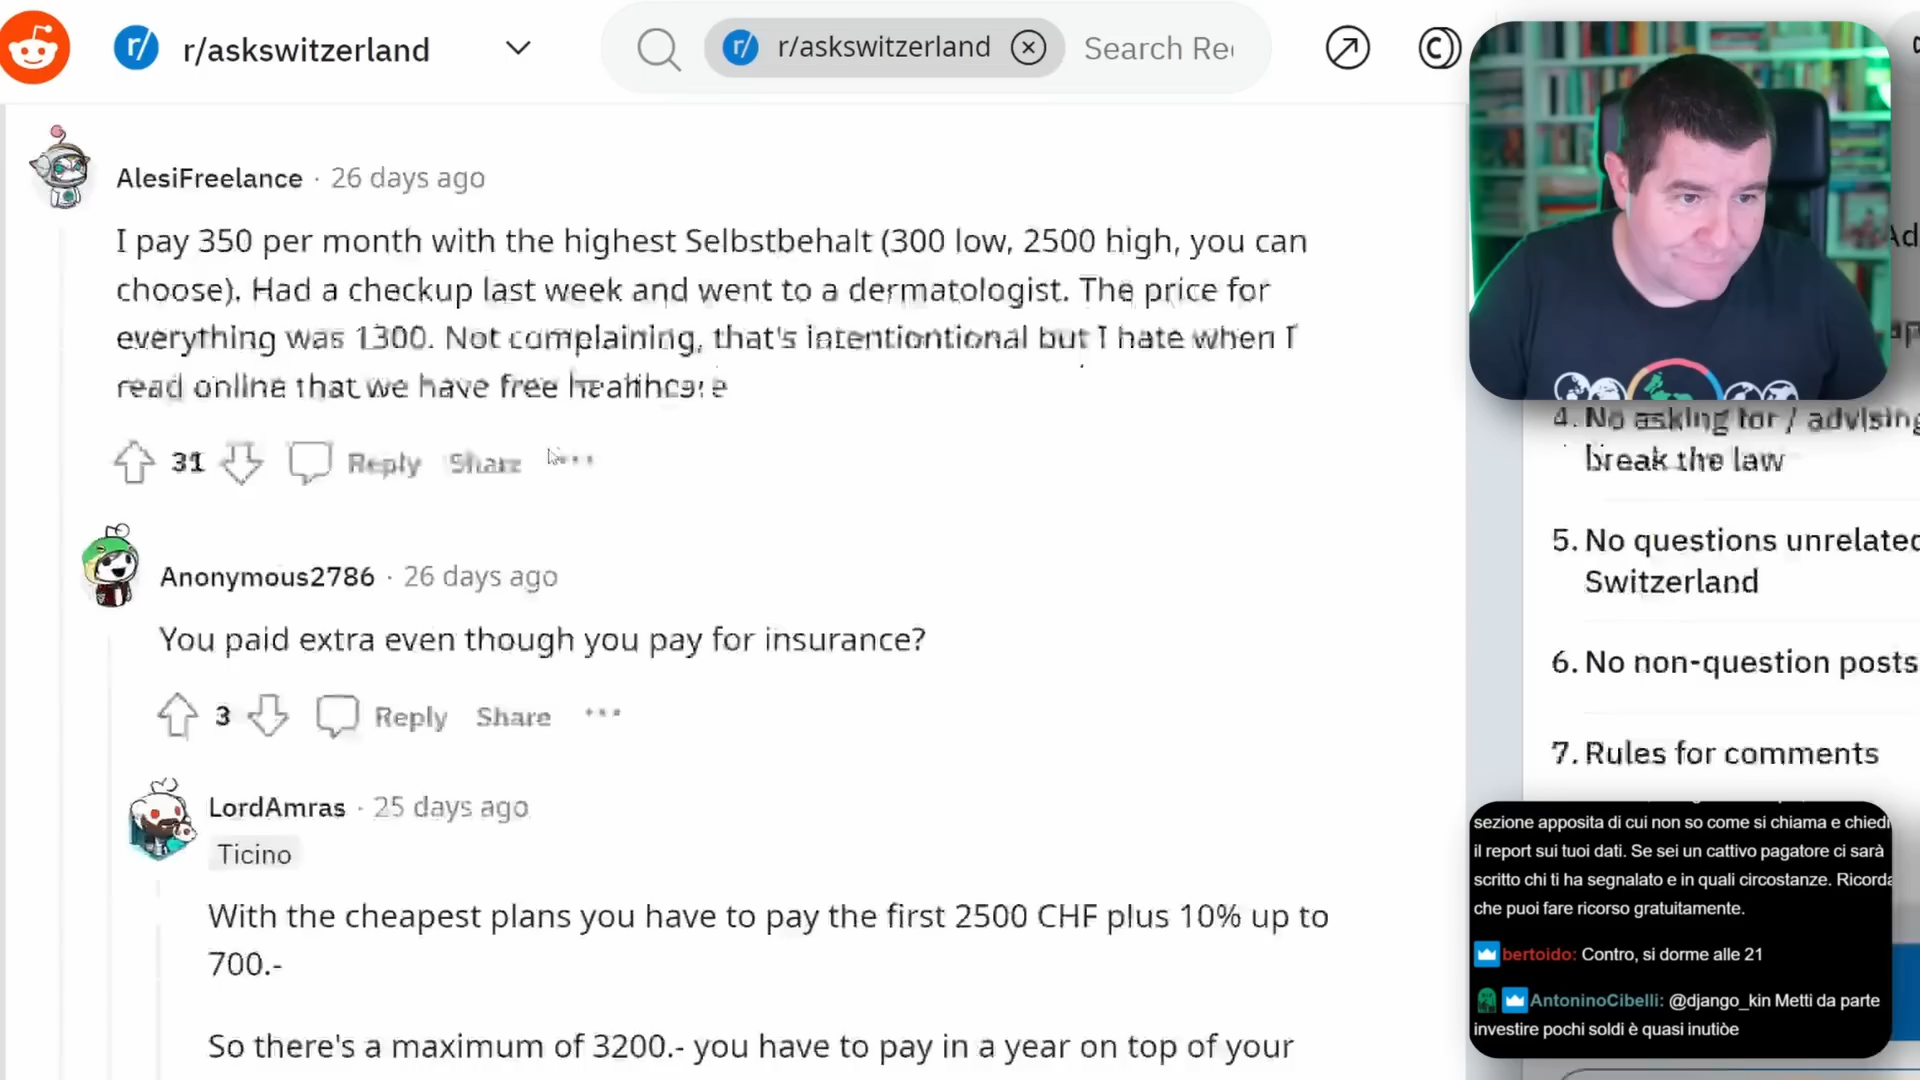 r/askswitzerland
r/askswitzerland
AlesiFreelance · 26 days ago
I pay 350 per month with the highest Selbstbehalt (300 low, 2500 high, you can
choose). Had a checkup last week and went to a dermatologist. The price for
everything was 1300. Not complaining, that's intentiontional but I hate when I
read online that we have free healthcare
31 Reply Share ···
Anonymous2786 · 26 days ago
You paid extra even though you pay for insurance?
3 Reply Share ···
LordAmras · 25 days ago
Ticino
With the cheapest plans you have to pay the first 2500 CHF plus 10% up to
700.-
So there's a maximum of 3200.- you have to pay in a year on top of your
4. No asking for / advising
break the law
5. No questions unrelated
Switzerland
6. No non-question posts
7. Rules for comments
sezione apposita di cui non so come si chiama e chiedi
il report sui tuoi dati. Se sei un cattivo pagatore ci sarà
scritto chi ti ha segnalato e in quali circostanze. Ricorda
che puoi fare ricorso gratuitamente.
bertoido: Contro, si dorme alle 21
AntoninoCibelli: @django_kin Metti da parte
investire pochi soldi è quasi inutiòe